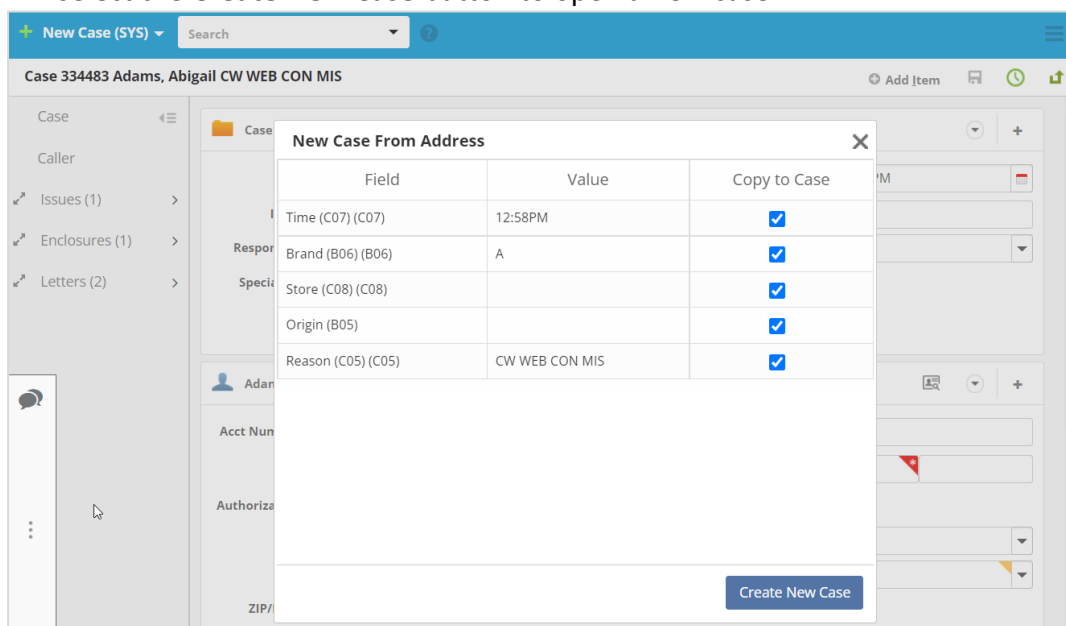 New Case (SYS) Search
Case 334483 Adams, Abigail CW WEB CON MIS Add Item
Case
Caller
Issues (1)
Enclosures (1)
Letters (2)
Case
PM
Specia
Adan
Acct Num
Authoriza
ZIP/
New Case From Address
Field Value Copy to Case
Time (C07) (C07) 12:58PM
Brand (B06) (B06) A
Store (C08) (C08)
Origin (B05)
Reason (C05) (C05) CW WEB CON MIS
Create New Case